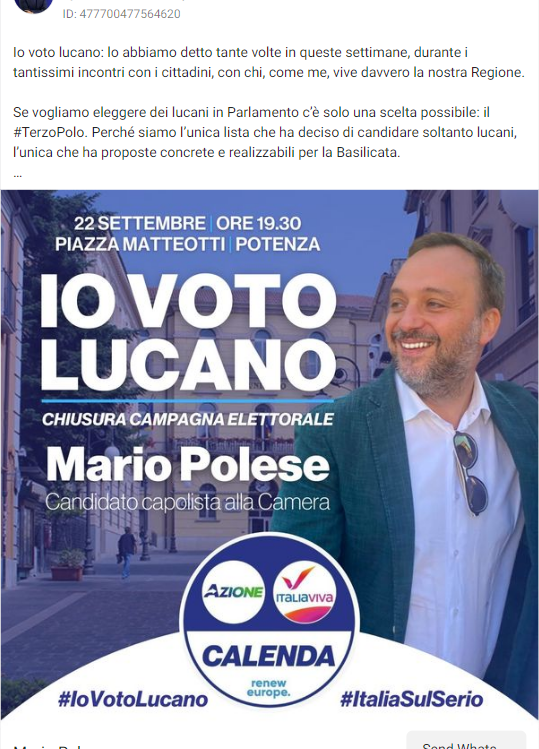 ID: 477700477564620
Io voto lucano: lo abbiamo detto tante volte in queste settimane, durante i
tantissimi incontri con i cittadini, con chi, come me, vive davvero la nostra Regione.
Se vogliamo eleggere dei lucani in Parlamento c’è solo una scelta possibile: il
#TerzoPolo. Perché siamo l’unica lista che ha deciso di candidare soltanto lucani,
l’unica che ha proposte concrete e realizzabili per la Basilicata.
...
22 SETTEMBRE | ORE 19.30
PIAZZA MATTEOTTI | POTENZA
IO VOTO
LUCANO
CHIUSURA CAMPAGNA ELETTORALE
Mario Polese
Candidato capolista alla Camera
AZIONE
ITALIAVIVA
CALENDA
renew
europe.
#IoVotoLucano
#ItaliaSulSerio